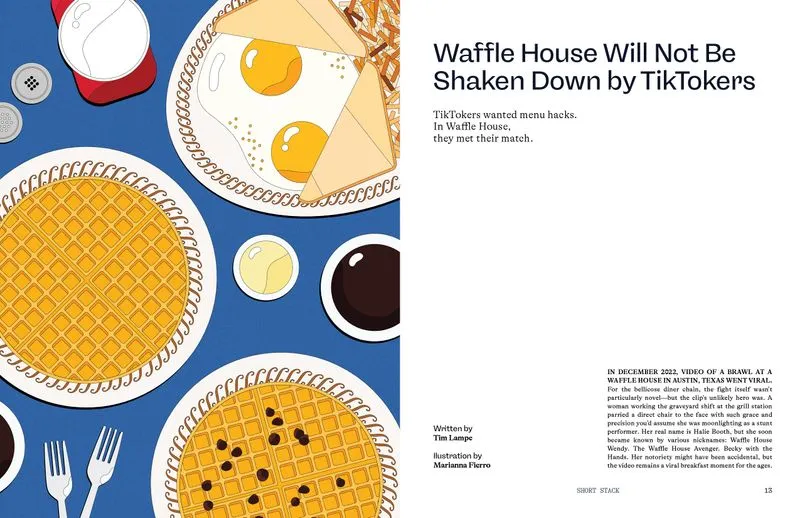 Waffle House Will Not Be
Shaken Down by TikTokers
TikTokers wanted menu hacks.
In Waffle House,
they met their match.
IN DECEMBER 2022, VIDEO OF A BRAWL AT A
WAFFLE HOUSE IN AUSTIN, TEXAS WENT VIRAL.
For the bellicose diner chain, the fight itself wasn't
particularly novel—but the clip's unlikely hero was. A
woman working the graveyard shift at the grill station
parried a direct chair to the face with such grace and
precision you'd assume she was moonlighting as a stunt
performer. Her real name is Halie Booth, but she soon
became known by various nicknames: Waffle House
Wendy. The Waffle House Avenger. Becky with the
Hands. Her notoriety might have been accidental, but
the video remains a viral breakfast moment for the ages.
Written by
Tim Lampe
Ilustration by
Marianna Fierro
SHORT STACK
13